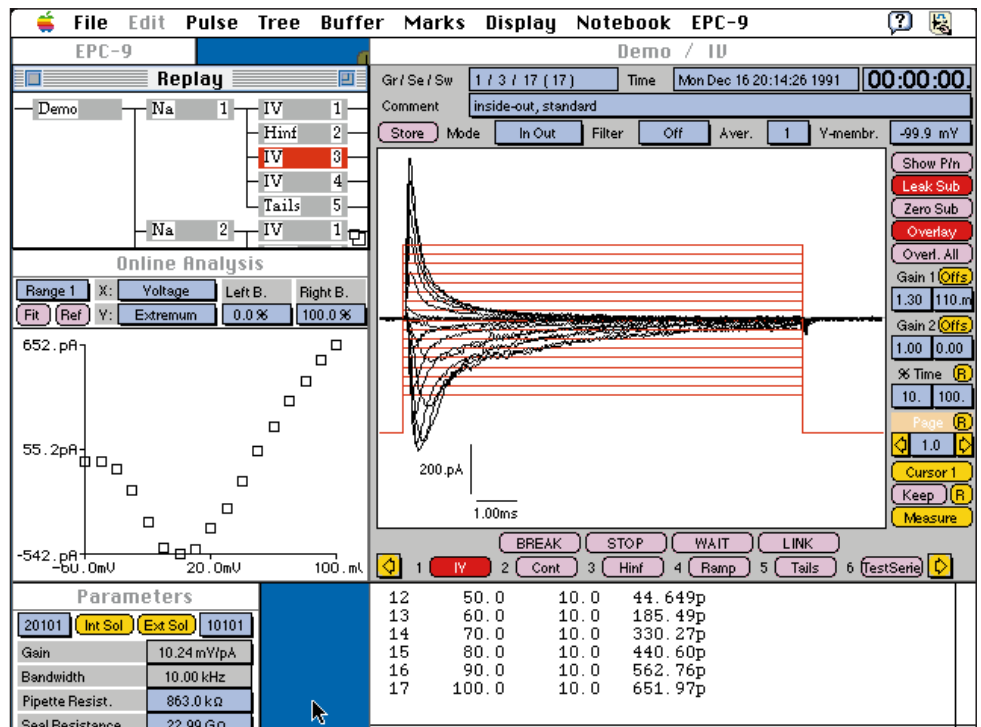 File Edit Pulse Tree Buffer Marks Display Notebook EPC-9
EPC-9
Demo / IV
Replay
Demo Na 1 IV 1
Hinf 2
IV 3
IV 4
Tails 5
Na 2 IV 1
Gr / Se / Sw 1 / 3 / 17 ( 17 ) Time Mon Dec 16 20:14:26 1991 00:00:00.
Comment inside-out, standard
Store Mode In Out Filter Off Aver. 1 Y-membr. -99.9 mV
Show P/n
Leak Sub
Zero Sub
Overlay
Overl. All
Gain 1 Offs
1.30 110.m
Gain 2 Offs
1.00 0.00
% Time R
10. 100.
Page R
1.0
Cursor 1
Keep R
Measure
200.pA
1.00ms
BREAK STOP WAIT LINK
1 IV 2 Cont 3 Hinf 4 Ramp 5 Tails 6 TestSerie
Online Analysis
Range 1 X: Voltage Left B. Right B.
Fit Ref Y: Extremum 0.0 % 100.0 %
652.pA
55.2pA
-542.pA
-60.0mV 20.0mV 100.m
Parameters
20101 Int Sol Ext Sol 10101
Gain 10.24 mV/pA
Bandwidth 10.00 kHz
Pipette Resist. 863.0 kΩ
Seal Resistance 22.99 GΩ
12 50.0 10.0 44.649p
13 60.0 10.0 185.49p
14 70.0 10.0 330.27p
15 80.0 10.0 440.60p
16 90.0 10.0 562.76p
17 100.0 10.0 651.97p